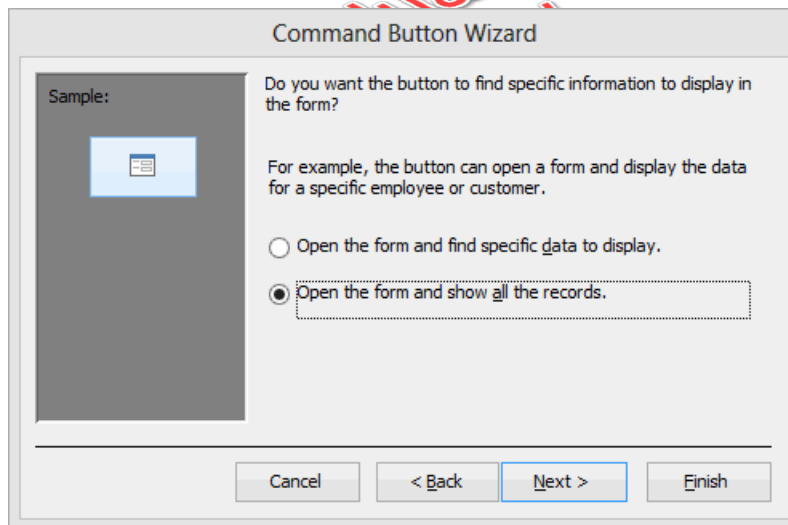 Command Button Wizard
Sample:
Do you want the button to find specific information to display in
the form?
For example, the button can open a form and display the data
for a specific employee or customer.
Open the form and find specific data to display.
Open the form and show all the records.
Cancel
< Back
Next >
Finish